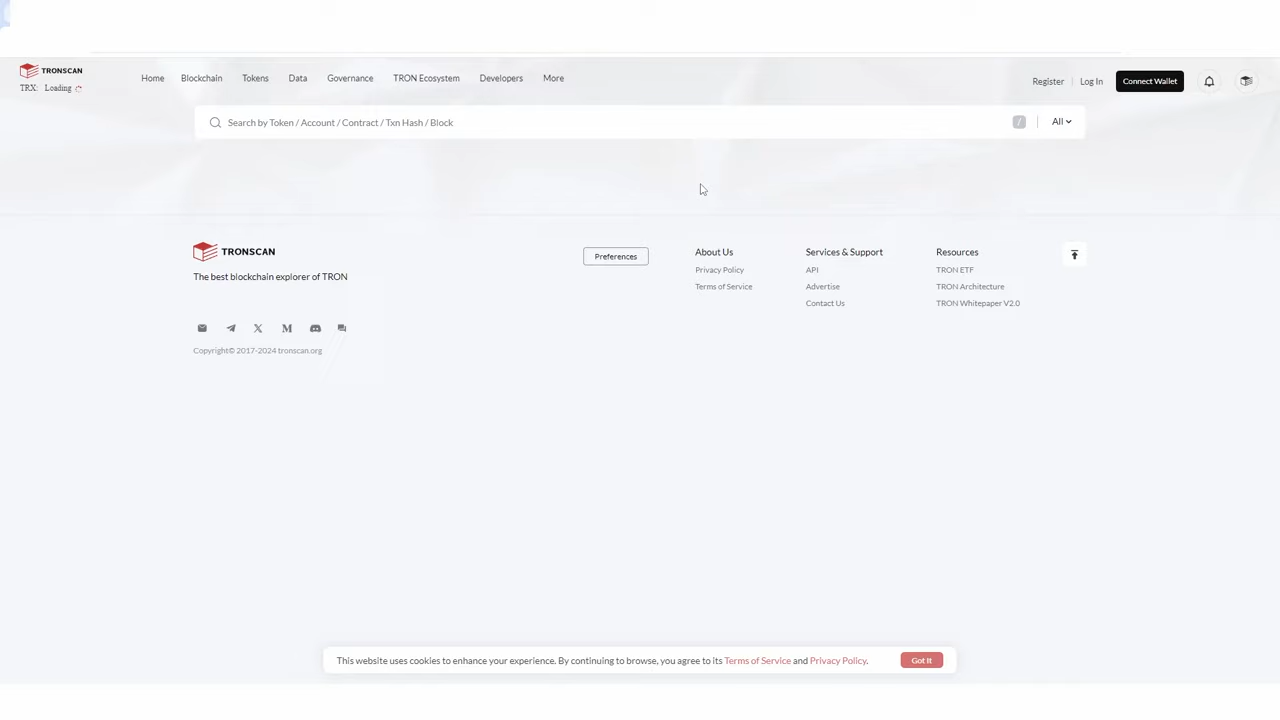 TRONSCAN
TRX: Loading
Home Blockchain Tokens Data Governance TRON Ecosystem Developers More
Register | Log In Connect Wallet
Search by Token / Account / Contract / Txn Hash / Block / All
TRONSCAN
The best blockchain explorer of TRON
Copyright© 2017-2024 tronscan.org
Preferences
About Us
Privacy Policy
Terms of Service
Services & Support
API
Advertise
Contact Us
Resources
TRON ETF
TRON Architecture
TRON Whitepaper V2.0
This website uses cookies to enhance your experience. By continuing to browse, you agree to its Terms of Service and Privacy Policy. Got It